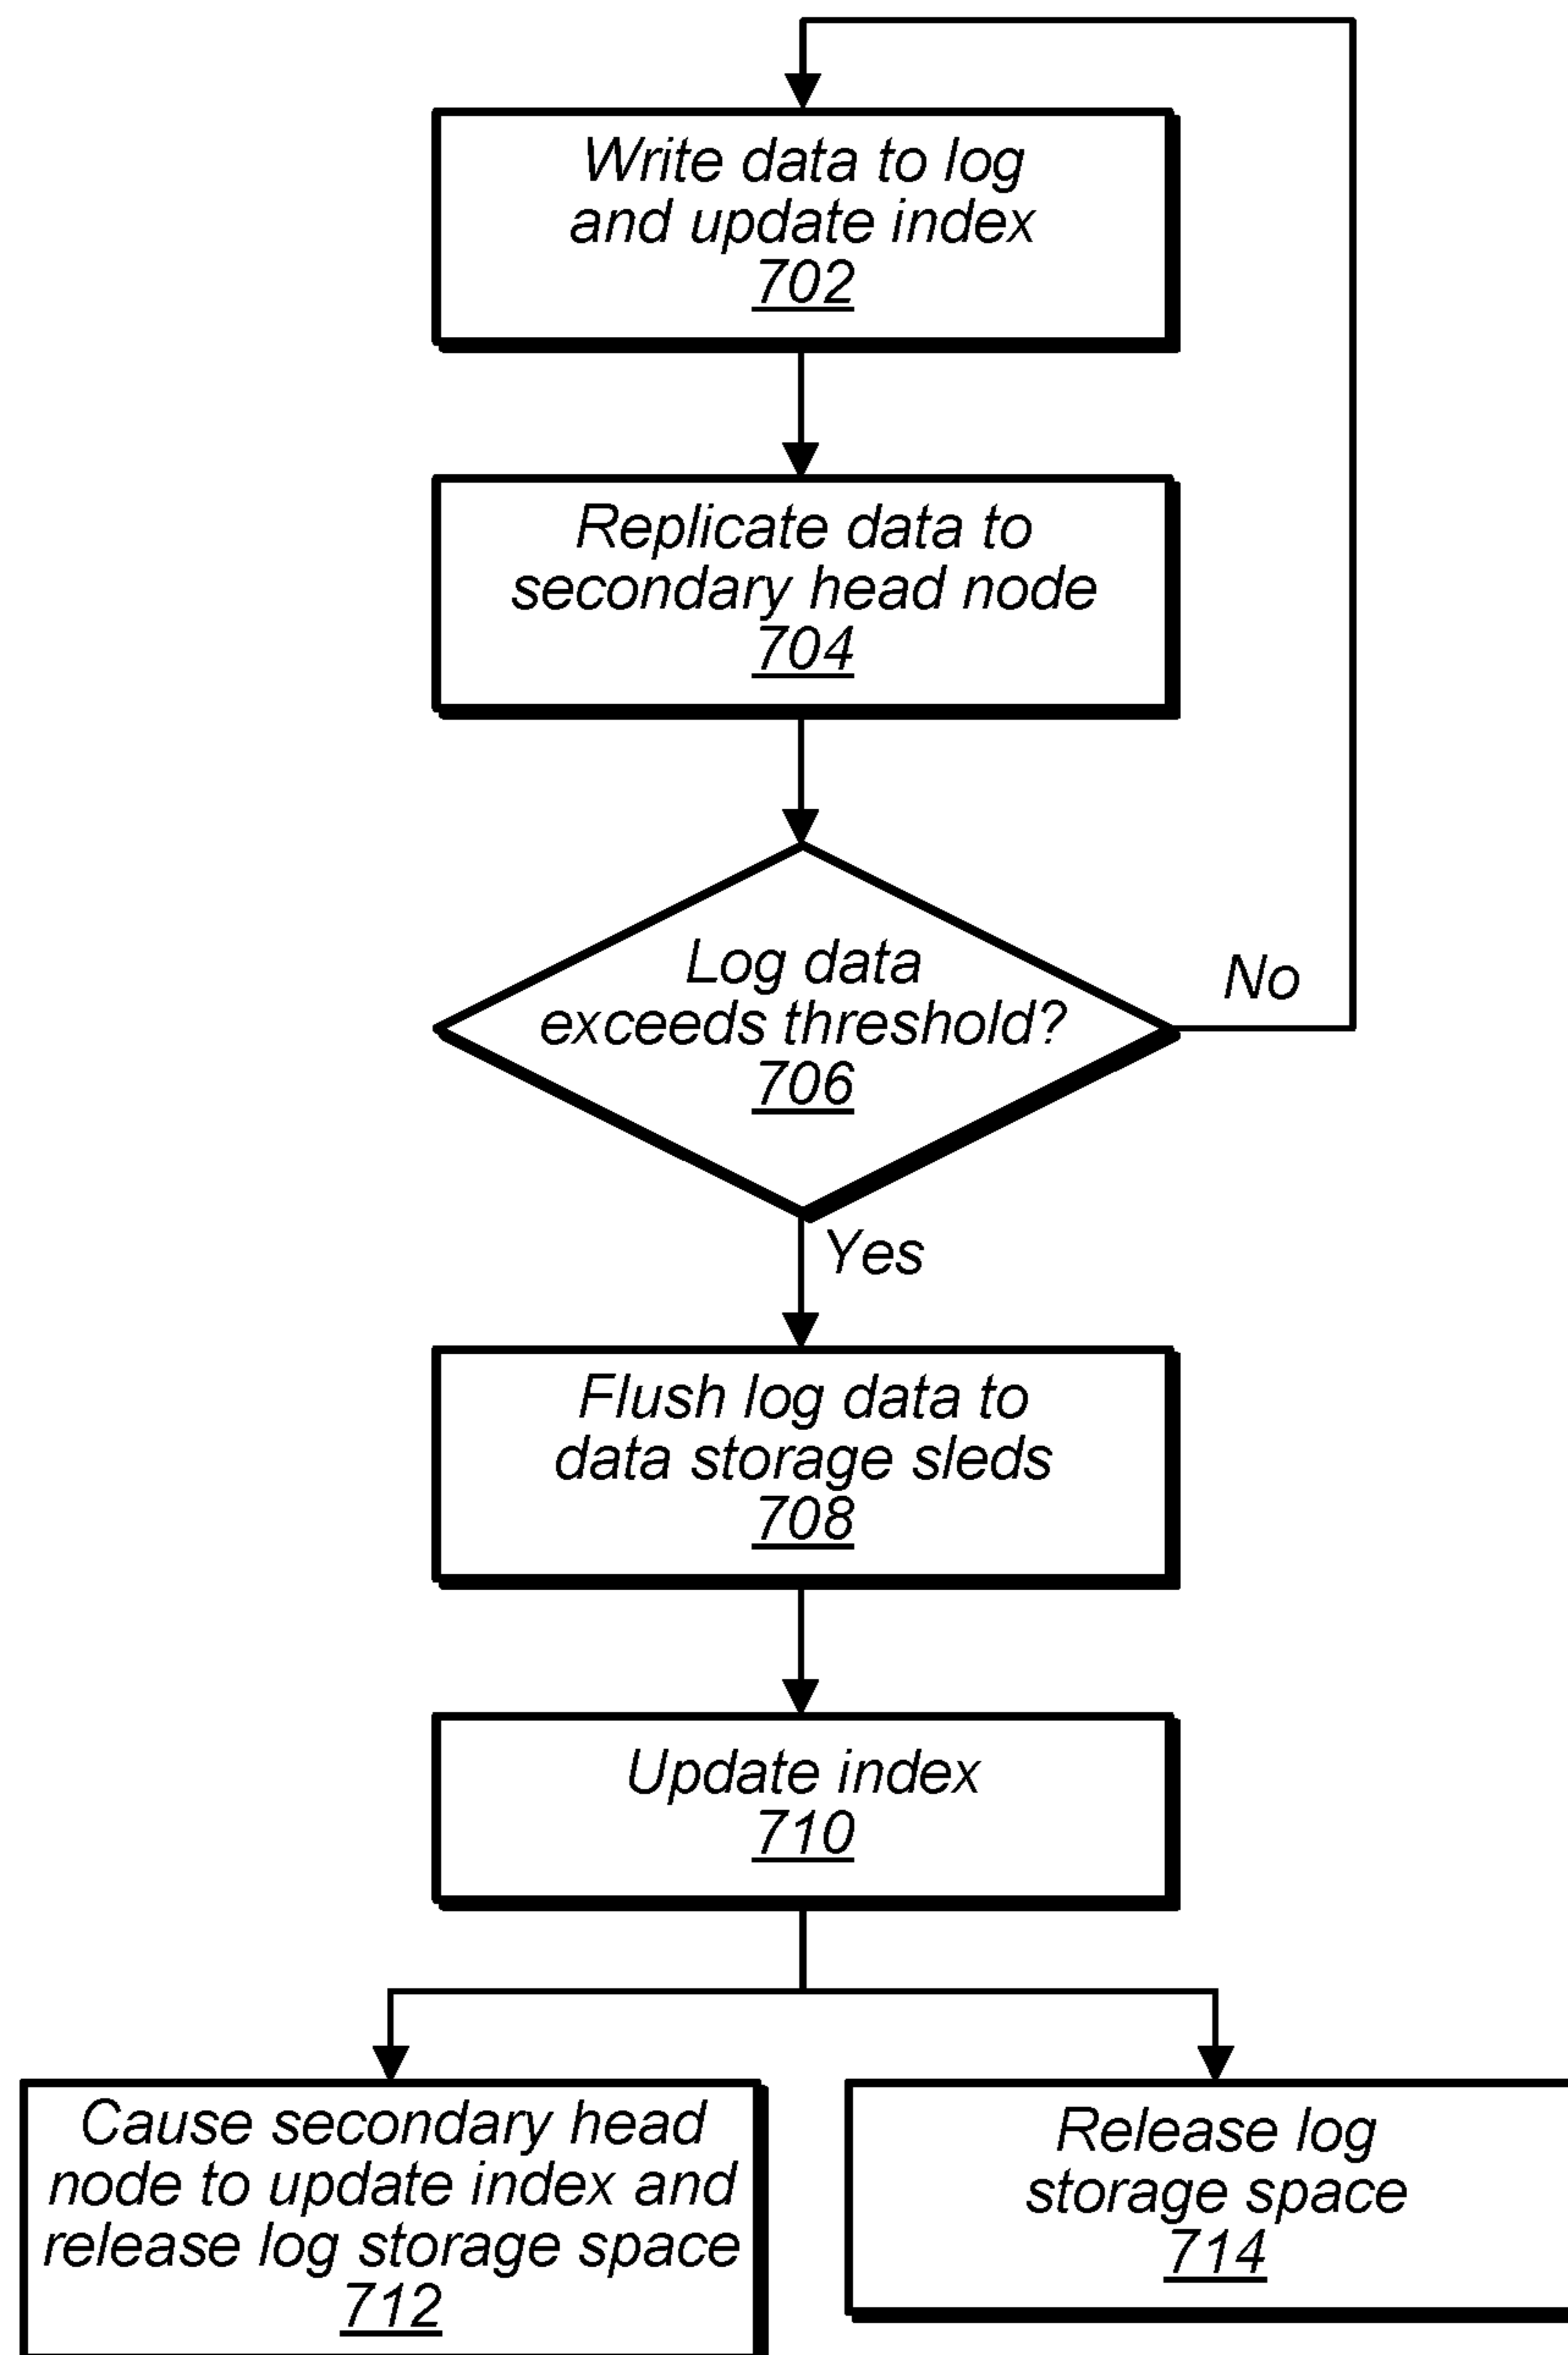 Write data to log
and update index
702
Replicate data to
secondary head node
704
Log data
exceeds threshold?
706
No
Yes
Flush log data to
data storage sleds
708
Update index
710
Cause secondary head
node to update index and
release log storage space
712
Release log
storage space
714